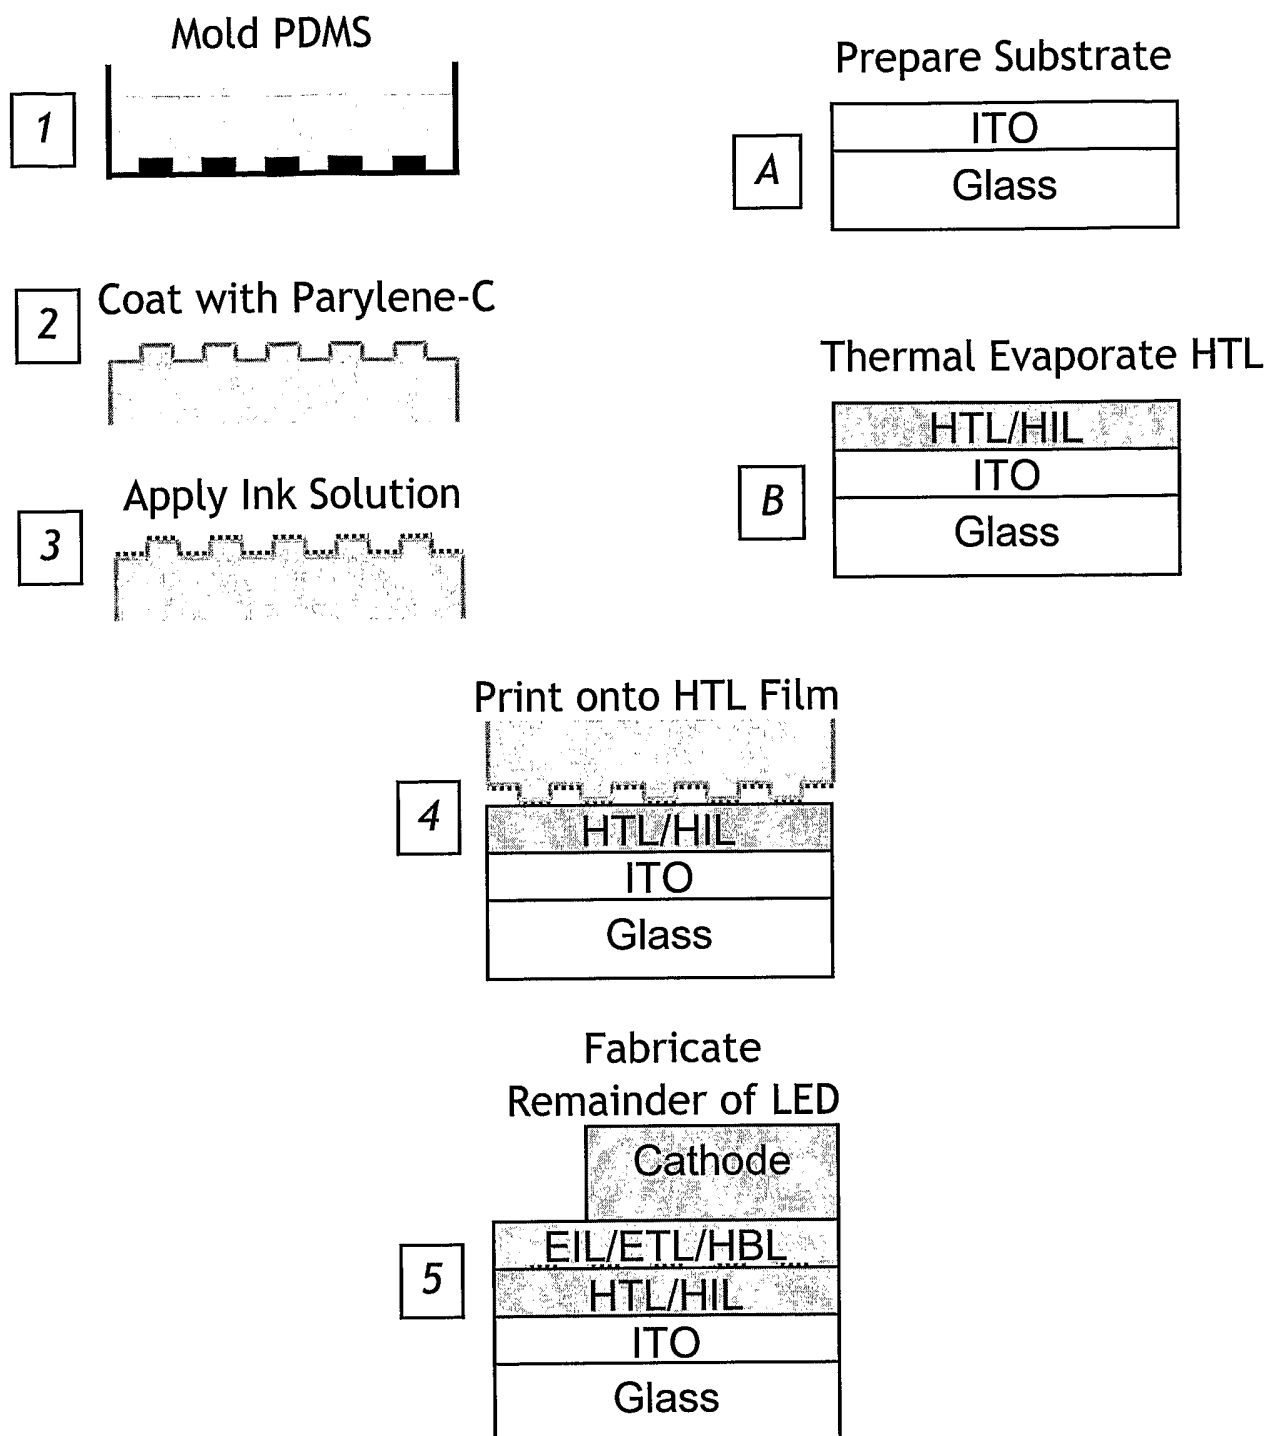 Mold PDMS
1
2
Coat with Parylene-C
Apply Ink Solution
3
Prepare Substrate
A
ITO
Glass
Thermal Evaporate HTL
B
HTL/HIL
ITO
Glass
Print onto HTL Film
4
HTL/HIL
ITO
Glass
Fabricate
Remainder of LED
5
Cathode
EIL/ETL/HBL
HTL/HIL
ITO
Glass